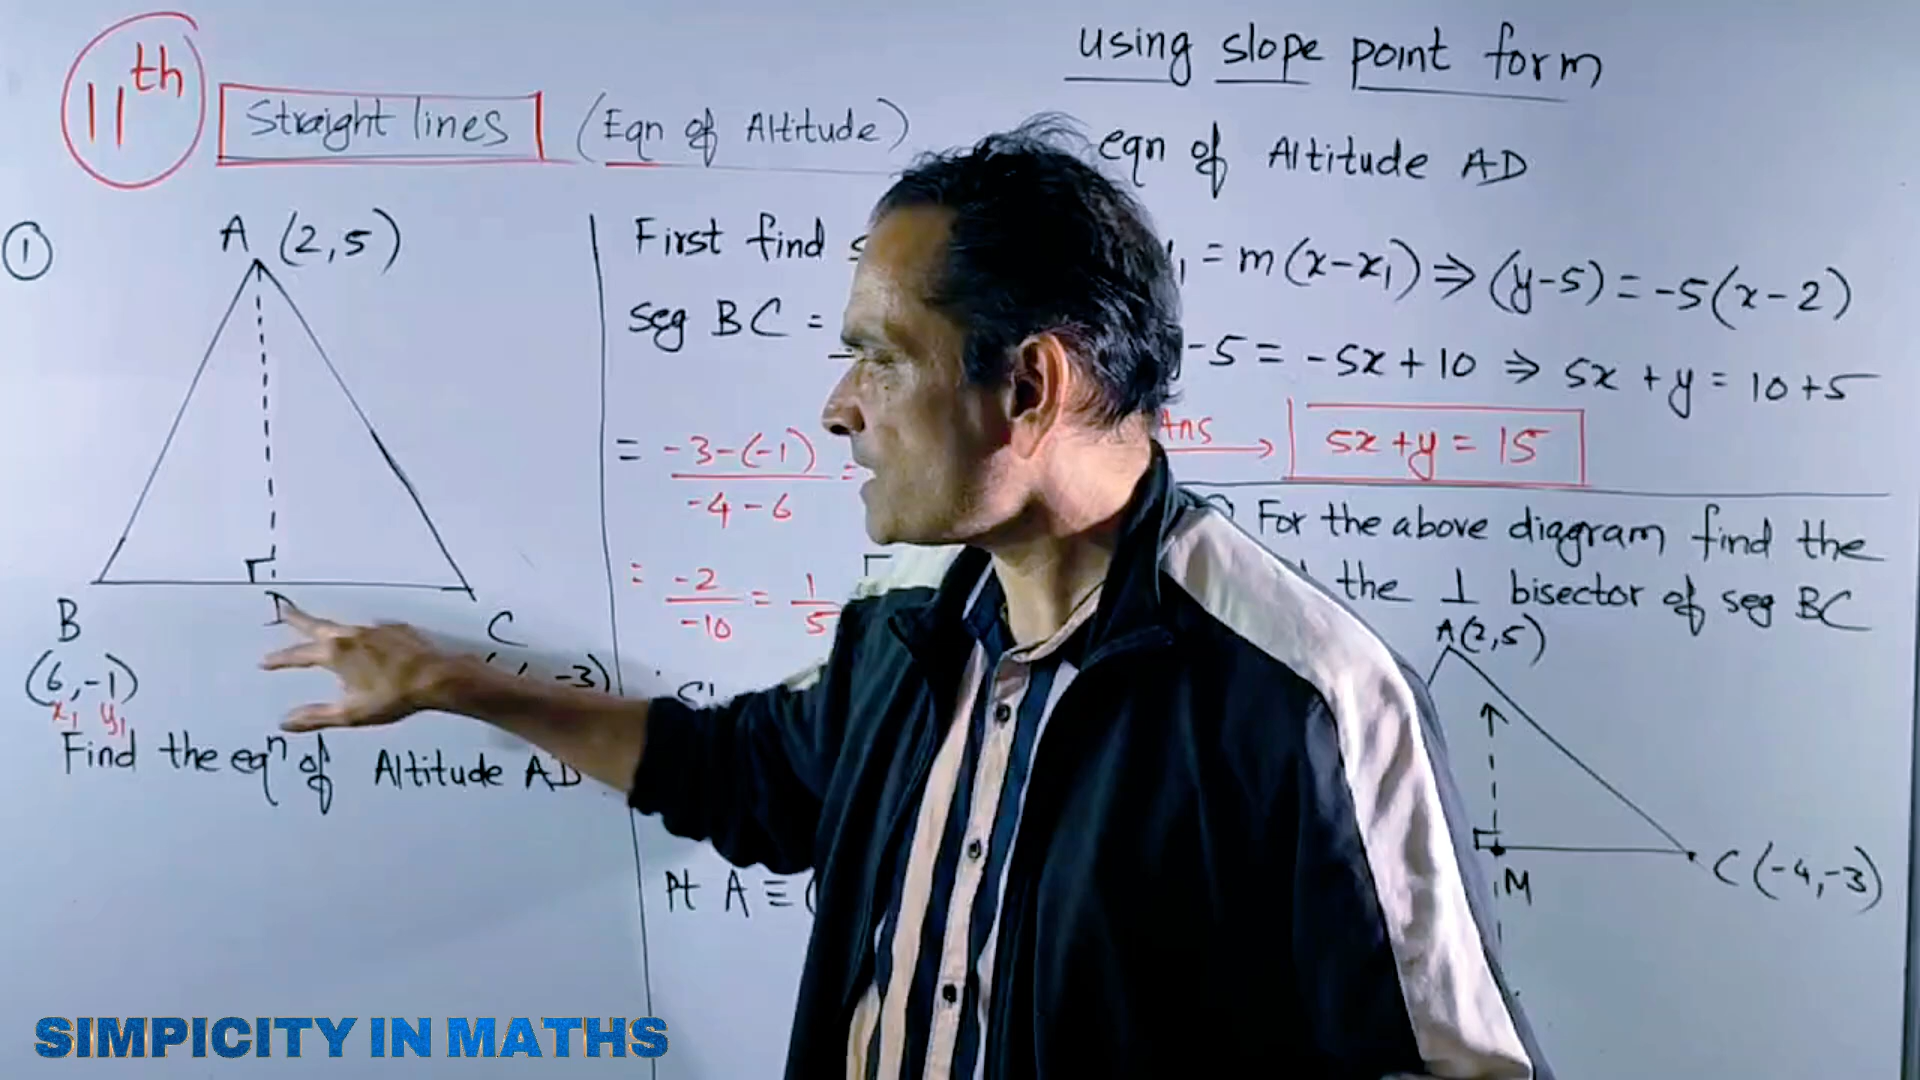 11th
Straight lines (Eqn of Altitude)
①
A (2,5)
B
D
C
(6,-1)
x₁ y₁
-3)
Find the eqⁿ of Altitude AD
First find
seg BC =
= -3-(-1) / -4-6 =
= -2 / -10 = 1 / 5
Pt A ≡ (
using slope point form
eqn of Altitude AD
₁ = m(x-x₁) ⇒ (y-5) = -5(x-2)
-5 = -5x+10 ⇒ 5x+y = 10+5
Ans → 5x+y = 15
For the above diagram find the
the ⊥ bisector of seg BC
A(2,5)
M
C(-4,-3)
SIMPICITY IN MATHS